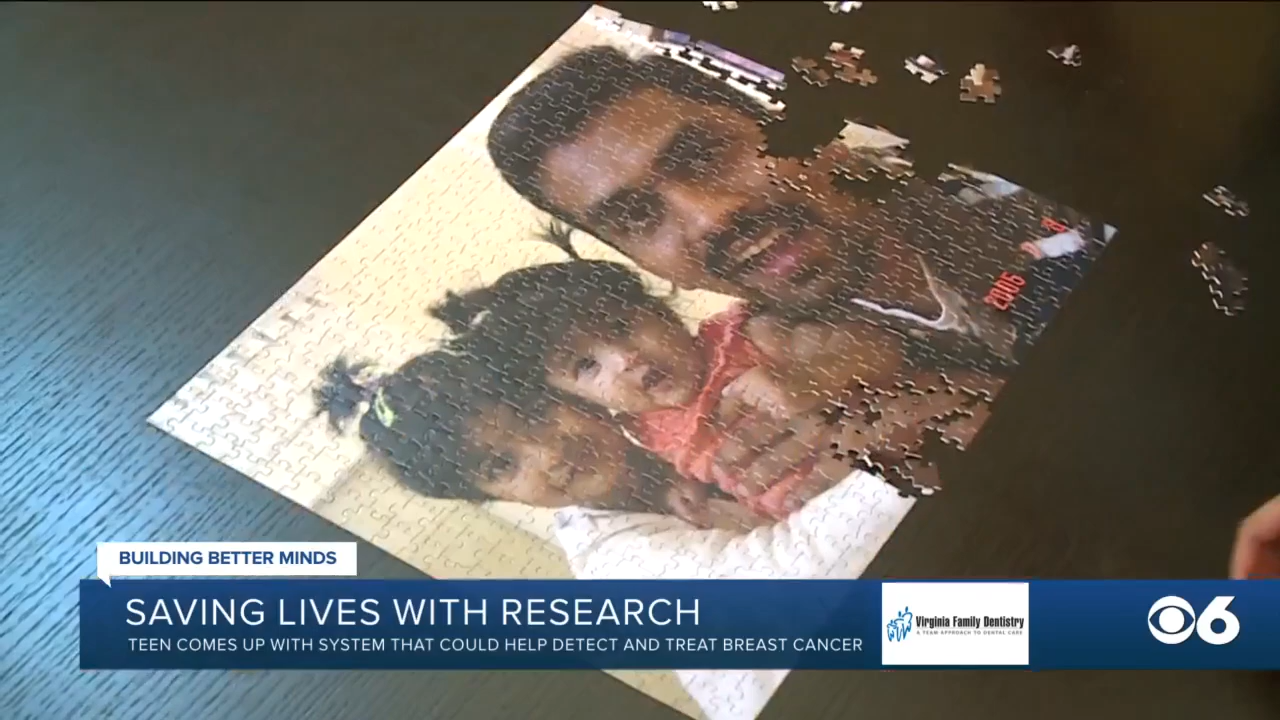 2006
BUILDING BETTER MINDS
SAVING LIVES WITH RESEARCH
TEEN COMES UP WITH SYSTEM THAT COULD HELP DETECT AND TREAT BREAST CANCER
Virginia Family Dentistry
A TEAM APPROACH TO DENTAL CARE
6